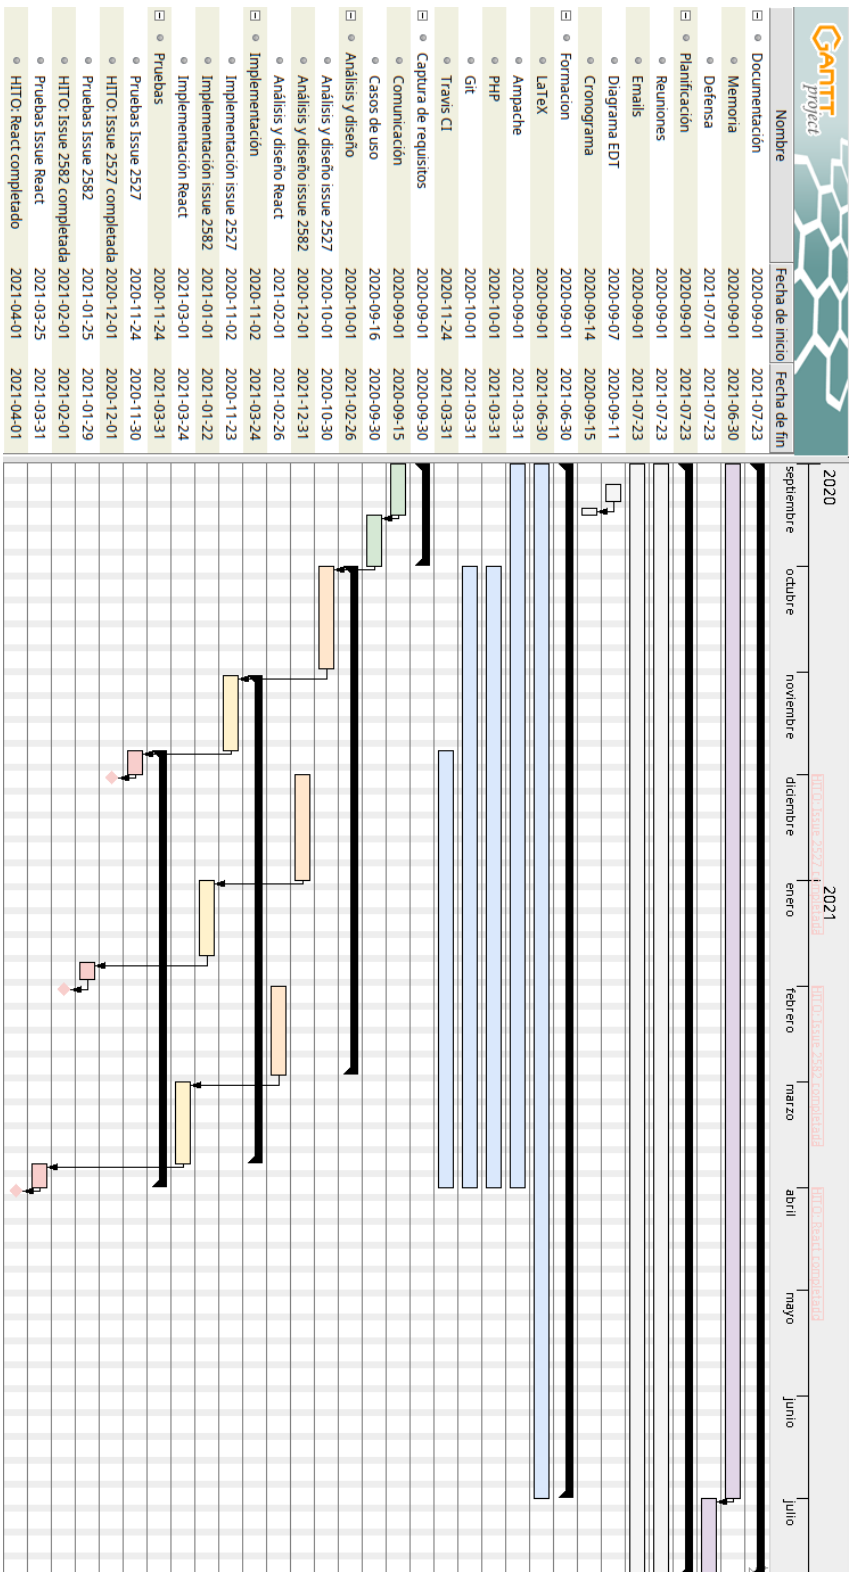 GANTT
project
Nombre Fecha de inicio Fecha de fin
Documentación 2020-09-01 2021-07-23
Memoria 2020-09-01 2021-06-30
Defensa 2021-07-01 2021-07-23
Planificación 2020-09-01 2021-07-23
Reuniones 2020-09-01 2021-07-23
Emails 2020-09-01 2021-07-23
Diagrama EDT 2020-09-07 2020-09-11
Cronograma 2020-09-14 2020-09-15
Formacion 2020-09-01 2021-06-30
LaTeX 2020-09-01 2021-06-30
Ampache 2020-09-01 2021-03-31
PHP 2020-10-01 2021-03-31
Git 2020-10-01 2021-03-31
Travis CI 2020-11-24 2021-03-31
Captura de requisitos 2020-09-01 2020-09-30
Comunicación 2020-09-01 2020-09-15
Casos de uso 2020-09-16 2020-09-30
Análisis y diseño 2020-10-01 2021-02-26
Análisis y diseño issue 2527 2020-10-01 2020-10-30
Análisis y diseño issue 2582 2020-12-01 2020-12-31
Análisis y diseño React 2021-02-01 2021-02-26
Implementación 2020-11-02 2021-03-24
Implementación issue 2527 2020-11-02 2020-11-23
Implementación issue 2582 2021-01-01 2021-01-22
Implementación React 2021-03-01 2021-03-24
Pruebas 2020-11-24 2021-03-31
Pruebas Issue 2527 2020-11-24 2020-11-30
HITO: Issue 2527 completada 2020-12-01 2020-12-01
Pruebas Issue 2582 2021-01-25 2021-01-29
HITO: Issue 2582 completada 2021-02-01 2021-02-01
Pruebas Issue React 2021-03-25 2021-03-31
HITO: React completado 2021-04-01 2021-04-01
2020 2021
HITO: Issue 2527 completada HITO: Issue 2582 completada HITO: React completado
septiembre octubre noviembre diciembre enero febrero marzo abril mayo junio julio